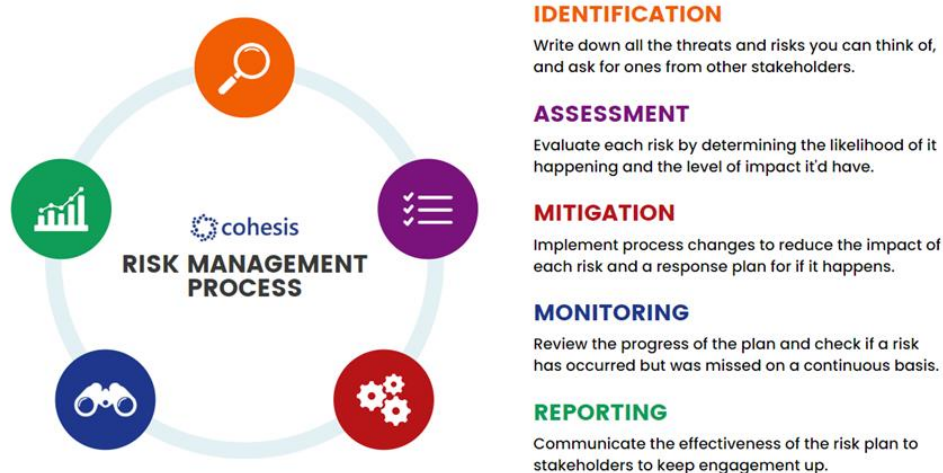 cohesis
RISK MANAGEMENT
PROCESS
IDENTIFICATION
Write down all the threats and risks you can think of,
and ask for ones from other stakeholders.
ASSESSMENT
Evaluate each risk by determining the likelihood of it
happening and the level of impact it'd have.
MITIGATION
Implement process changes to reduce the impact of
each risk and a response plan for if it happens.
MONITORING
Review the progress of the plan and check if a risk
has occurred but was missed on a continuous basis.
REPORTING
Communicate the effectiveness of the risk plan to
stakeholders to keep engagement up.